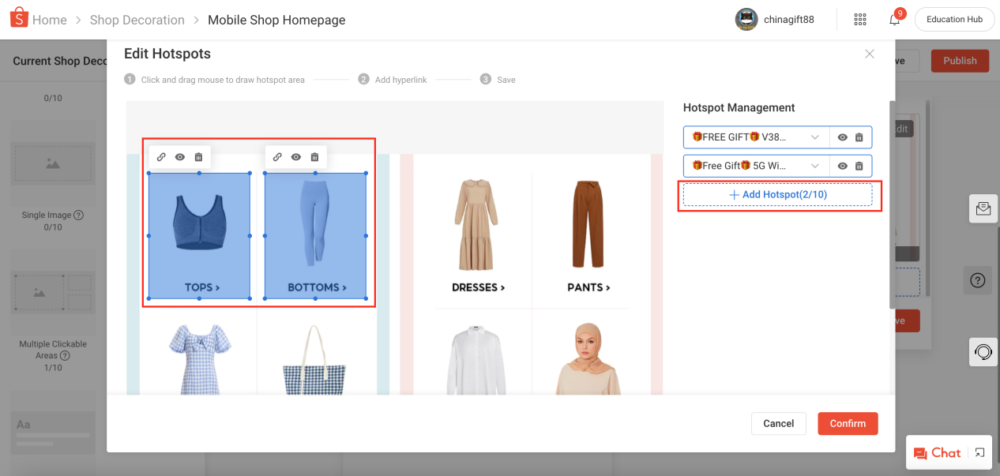 Home > Shop Decoration > Mobile Shop Homepage
chinagift88
9
Education Hub
Current Shop Deco
ve
Publish
Edit Hotspots
1 Click and drag mouse to draw hotspot area
2 Add hyperlink
3 Save
0/10
Single Image ?
0/10
Multiple Clickable
Areas ?
1/10
Aa
TOPS >
BOTTOMS >
DRESSES >
PANTS >
Hotspot Management
🎁FREE GIFT🎁 V38...
🎁Free Gift🎁 5G Wi...
+ Add Hotspot(2/10)
dit
ve
Cancel
Confirm
Chat